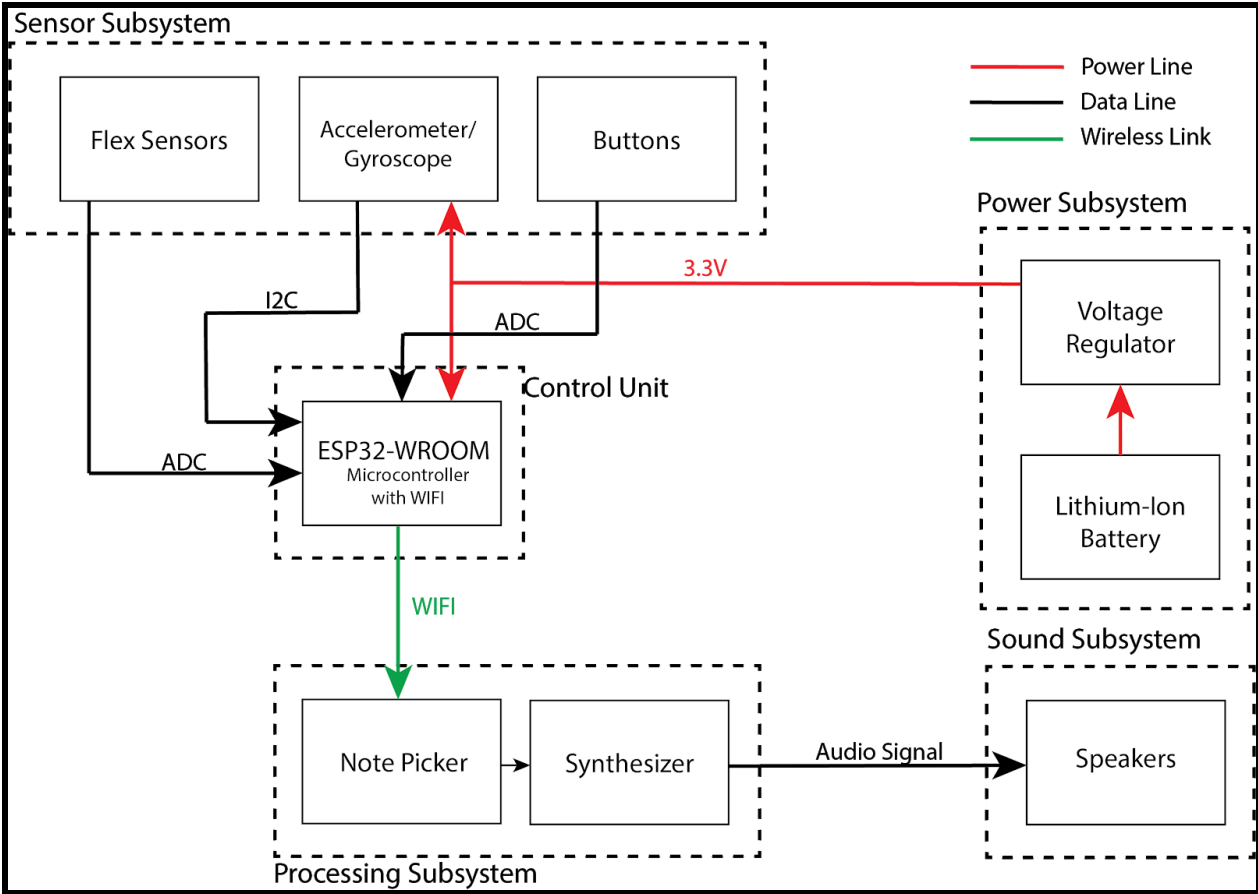 Sensor Subsystem
Flex Sensors
Accelerometer/
Gyroscope
Buttons
Power Line
Data Line
Wireless Link
Power Subsystem
3.3V
Voltage
Regulator
I2C
ADC
Control Unit
ESP32-WROOM
Microcontroller
with WIFI
ADC
Lithium-Ion
Battery
WIFI
Sound Subsystem
Note Picker
Synthesizer
Audio Signal
Speakers
Processing Subsystem